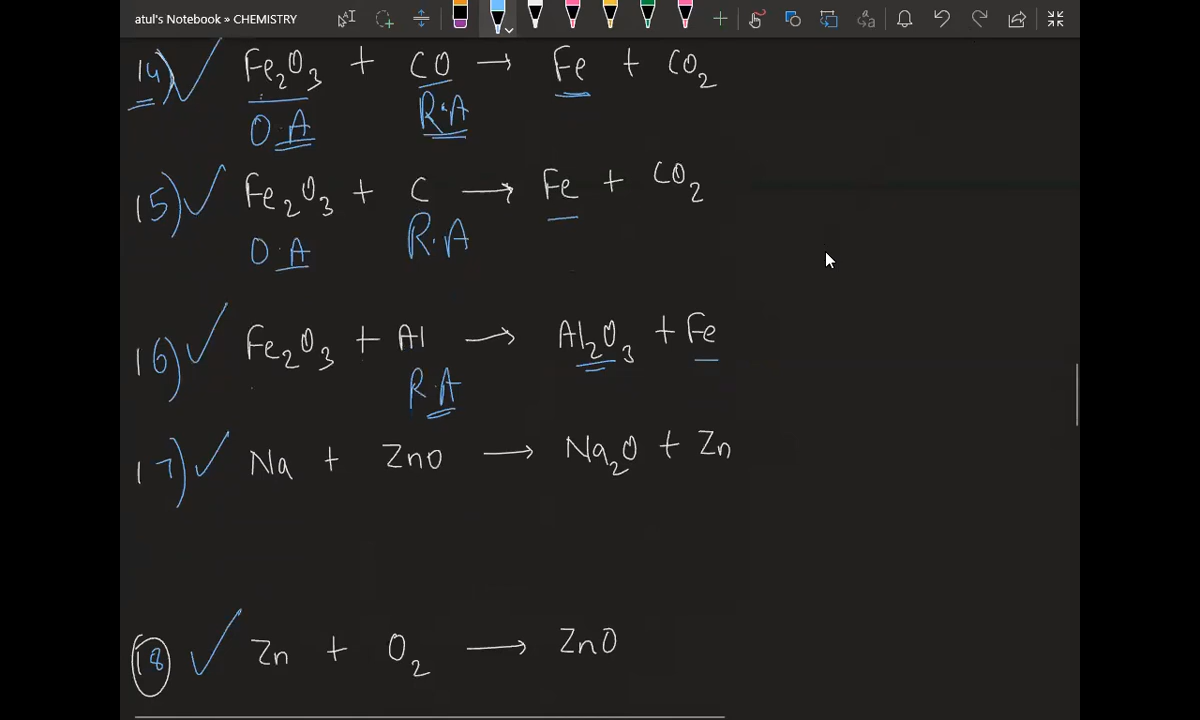 atul's Notebook » CHEMISTRY
14) Fe₂O₃ + CO → Fe + CO₂
O.A R.A
15) Fe₂O₃ + C → Fe + CO₂
O.A R.A
16) Fe₂O₃ + Al → Al₂O₃ + Fe
R.A
17) Na + ZnO → Na₂O + Zn
18 Zn + O₂ → ZnO